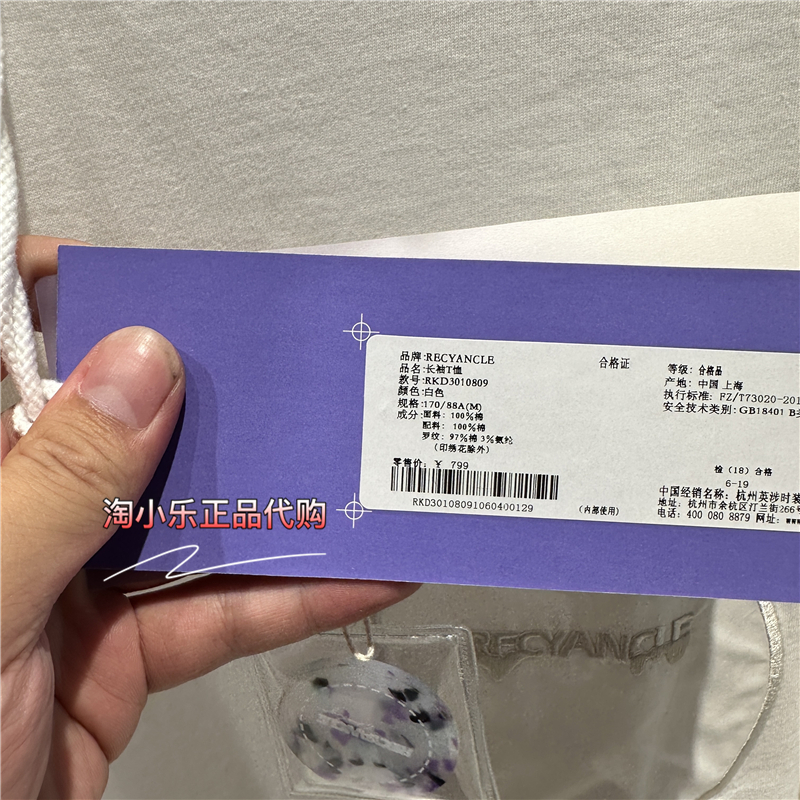 品牌:RECYANCLE
品名:长袖T恤
款号:RKD3010809
颜色:白色
规格:170/88A(M)
成分:面料: 100%棉
配料: 100%棉
罗纹: 97%棉 3%氨纶
(印绣花除外)
零售价: ¥ 799
RKD30108091060400129
(内部使用)
合格证
等级: 合格品
产地: 中国 上海
执行标准: FZ/T73020-201
安全技术类别: GB18401 B
检 (18) 合格
6-19
中国经销名称: 杭州英涉时装
地址: 杭州市余杭区汀兰街266号
电话: 400 080 8879 网址:
淘小乐正品代购
RECYANCLE